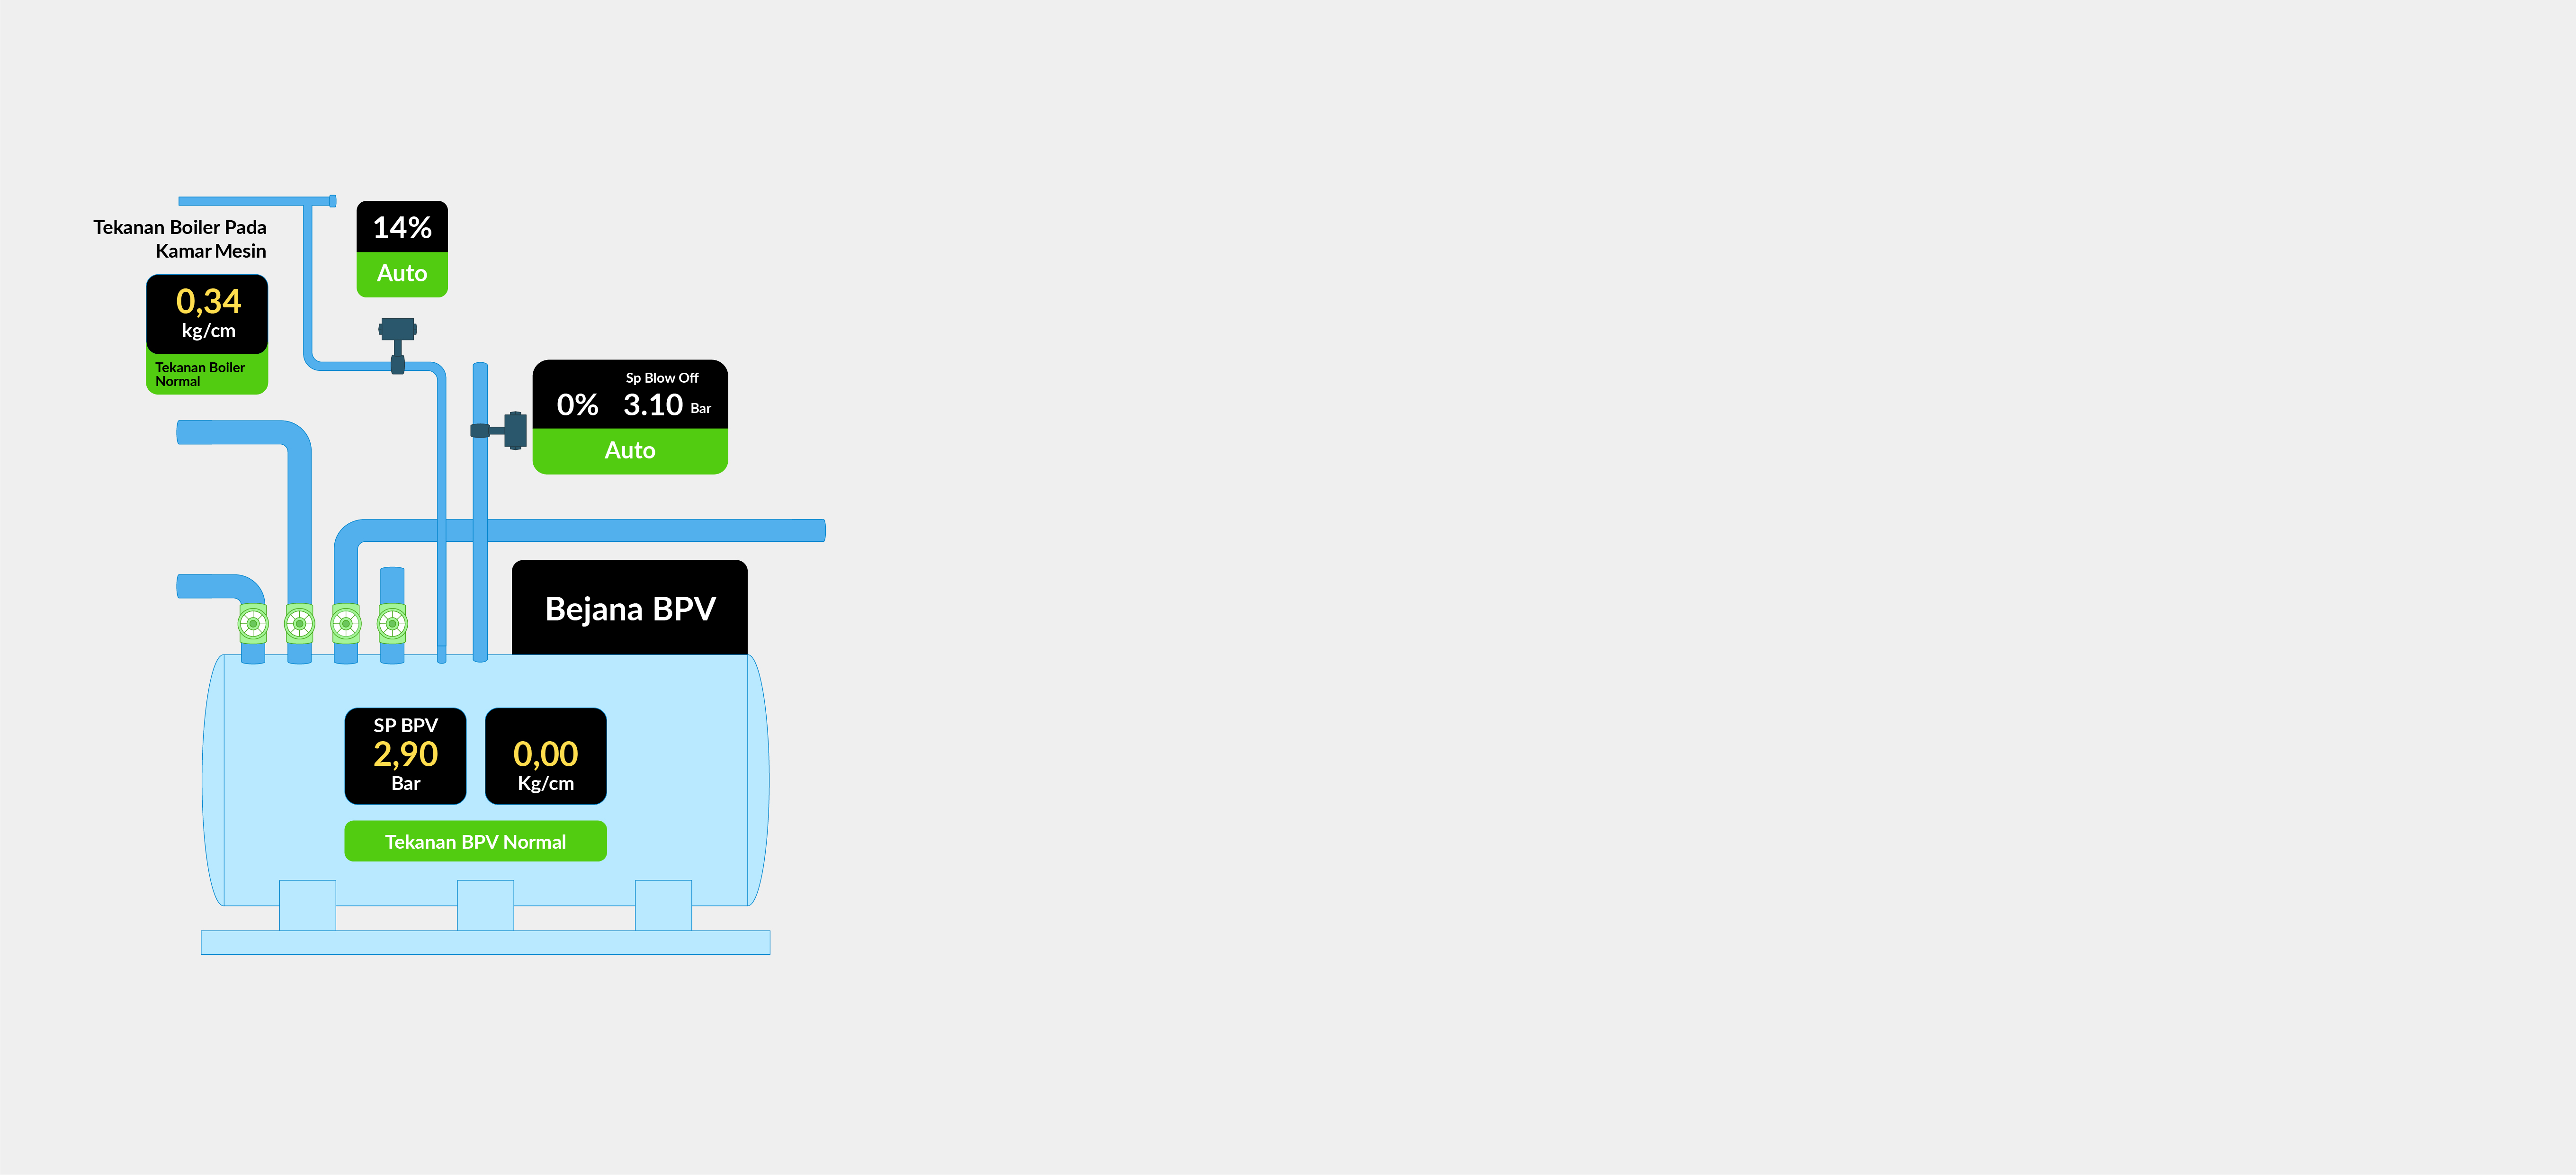 Tekanan Boiler Pada
Kamar Mesin
0,34
kg/cm
Tekanan Boiler
Normal
14%
Auto
Sp Blow Off
0% 3.10 Bar
Auto
Bejana BPV
SP BPV
2,90
Bar
0,00
Kg/cm
Tekanan BPV Normal